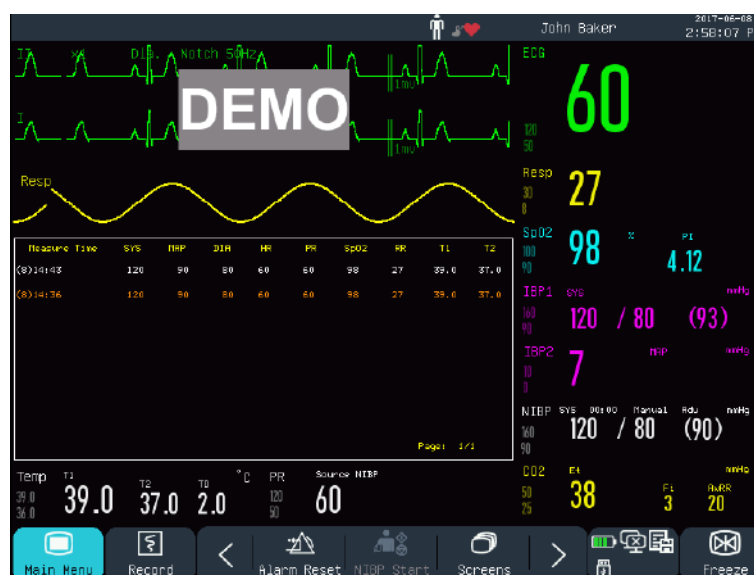 John Baker
2017-06-08
2:58:07 P
II x1 Dia. Notch 50Hz
1mv
DEMO
I
1mv
Resp
Measure Time SYS MAP DIA HR PR SpO2 RR T1 T2
(8)14:43 120 90 80 60 60 98 27 39.0 37.0
(8)14:36 120 90 80 60 60 98 27 39.0 37.0
Page: 1/1
ECG
120
50
60
Resp
30
8
27
SpO2
100
90
98
%
PI
4.12
IBP1 SYS mmHg
160
90
120 / 80 (93)
IBP2 MAP mmHg
10
0
7
NIBP SYS 00:00 Manual Adu mmHg
160
90
120 / 80 (90)
CO2 Et mmHg
50
25
38
Fi
3
AwRR
20
Temp T1 T2 TD °C
39.0
36.0
39.0 37.0 2.0
PR Source NIBP
120
50
60
Main Menu Record < Alarm Reset NIBP Start Screens > Freeze